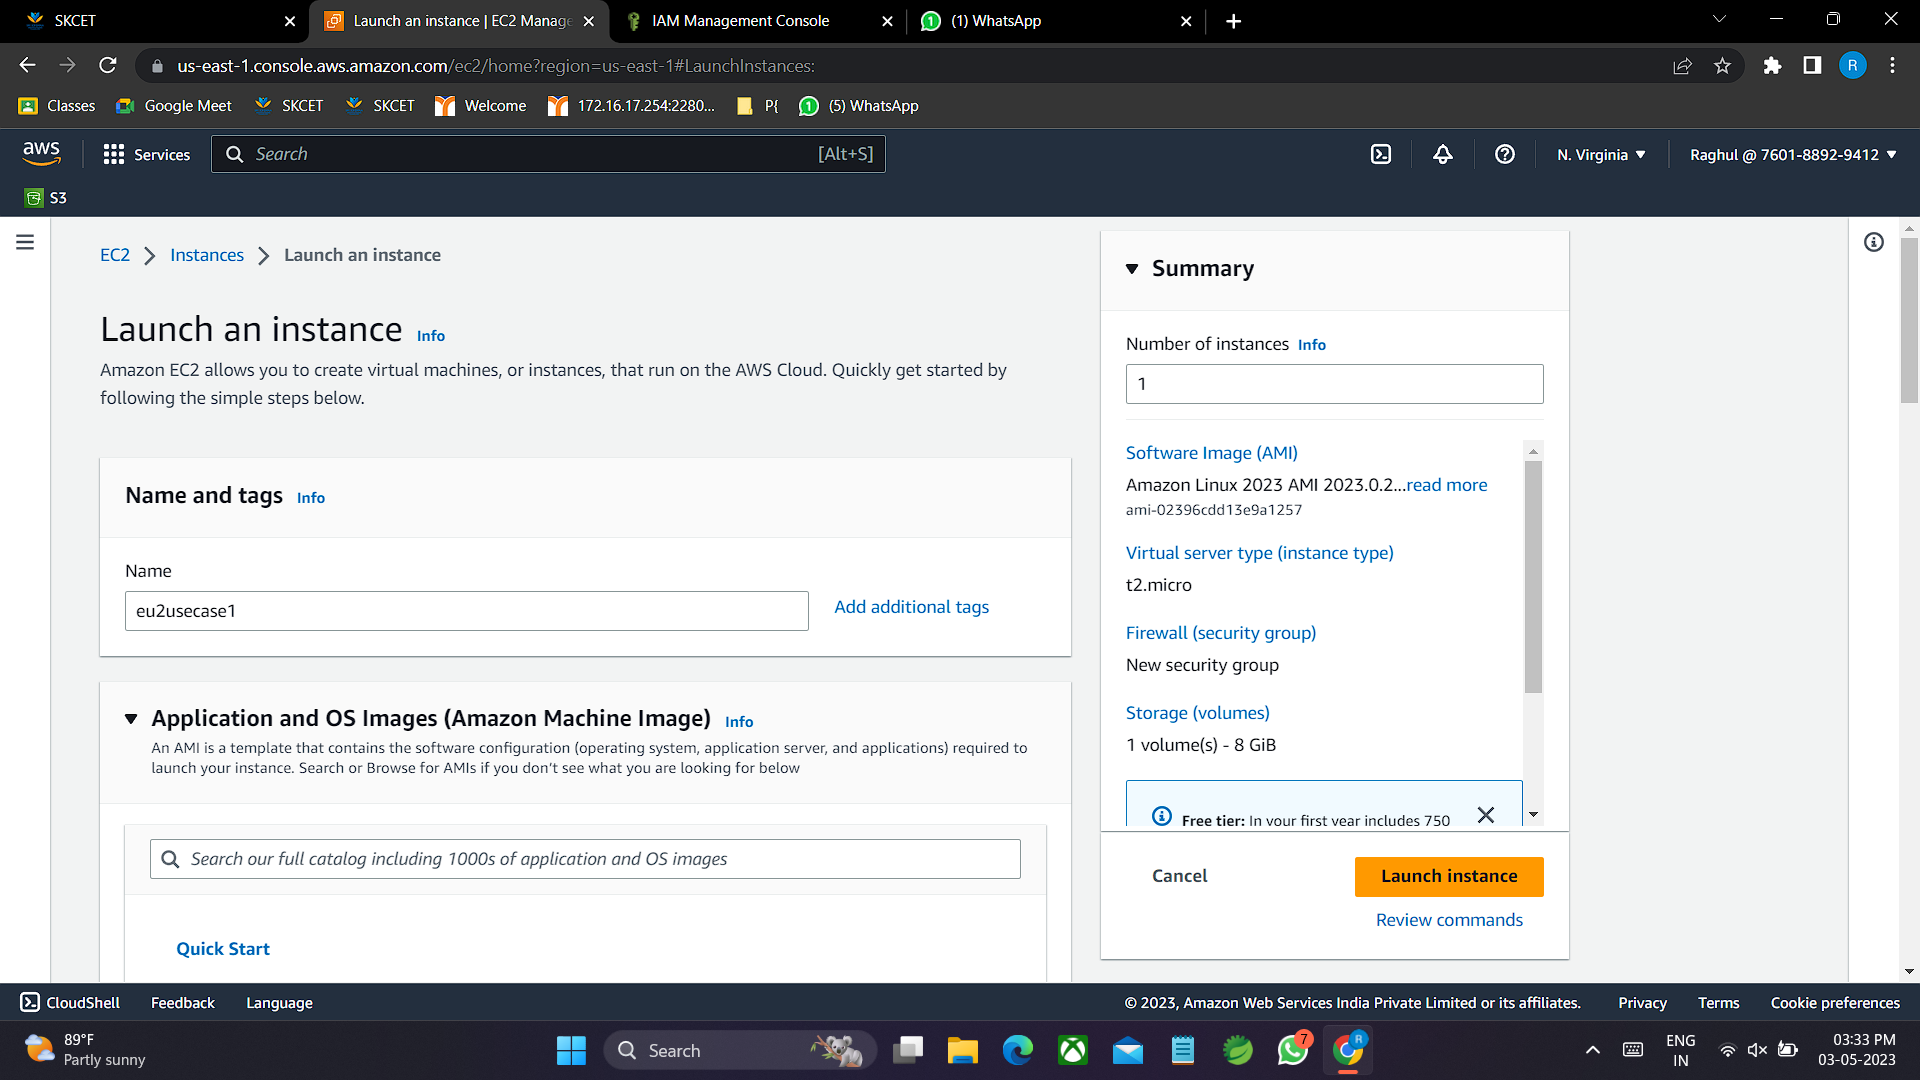 SKCET
Launch an instance | EC2 Manage
IAM Management Console
(1) WhatsApp
us-east-1.console.aws.amazon.com/ec2/home?region=us-east-1#LaunchInstances:
R
Classes
Google Meet
SKCET
SKCET
Welcome
172.16.17.254:2280...
P{
(5) WhatsApp
aws
Services
Search
[Alt+S]
N. Virginia
Raghul @ 7601-8892-9412
S3
EC2
Instances
Launch an instance
Launch an instance Info
Amazon EC2 allows you to create virtual machines, or instances, that run on the AWS Cloud. Quickly get started by
following the simple steps below.
Name and tags Info
Name
eu2usecase1
Add additional tags
Application and OS Images (Amazon Machine Image) Info
An AMI is a template that contains the software configuration (operating system, application server, and applications) required to
launch your instance. Search or Browse for AMIs if you don't see what you are looking for below
Search our full catalog including 1000s of application and OS images
Quick Start
Summary
Number of instances Info
1
Software Image (AMI)
Amazon Linux 2023 AMI 2023.0.2...read more
ami-02396cdd13e9a1257
Virtual server type (instance type)
t2.micro
Firewall (security group)
New security group
Storage (volumes)
1 volume(s) - 8 GiB
Free tier: In your first year includes 750
Cancel
Launch instance
Review commands
CloudShell
Feedback
Language
© 2023, Amazon Web Services India Private Limited or its affiliates.
Privacy
Terms
Cookie preferences
89°F
Partly sunny
Search
7
R
ENG
IN
03:33 PM
03-05-2023